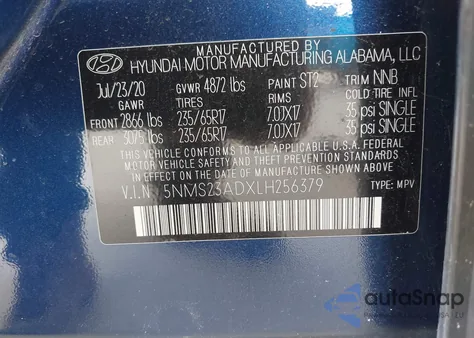 MANUFACTURED BY
HYUNDAI MOTOR MANUFACTURING ALABAMA, LLC
Jul/23/20 GVWR 4872 lbs PAINT ST2 TRIM NNB
GAWR TIRES RIMS COLD TIRE INFL
FRONT 2866 lbs 235/65R17 7.0JX17 35 psi SINGLE
REAR 3075 lbs 235/65R17 7.0JX17 35 psi SINGLE
THIS VEHICLE CONFORMS TO ALL APPLICABLE U.S.A. FEDERAL
MOTOR VEHICLE SAFETY, AND THEFT PREVENTION STANDARDS
IN EFFECT ON THE DATE OF MANUFACTURE SHOWN ABOVE.
V.I.N 5NMS23ADXLH256379 TYPE: MPV
autoSnap